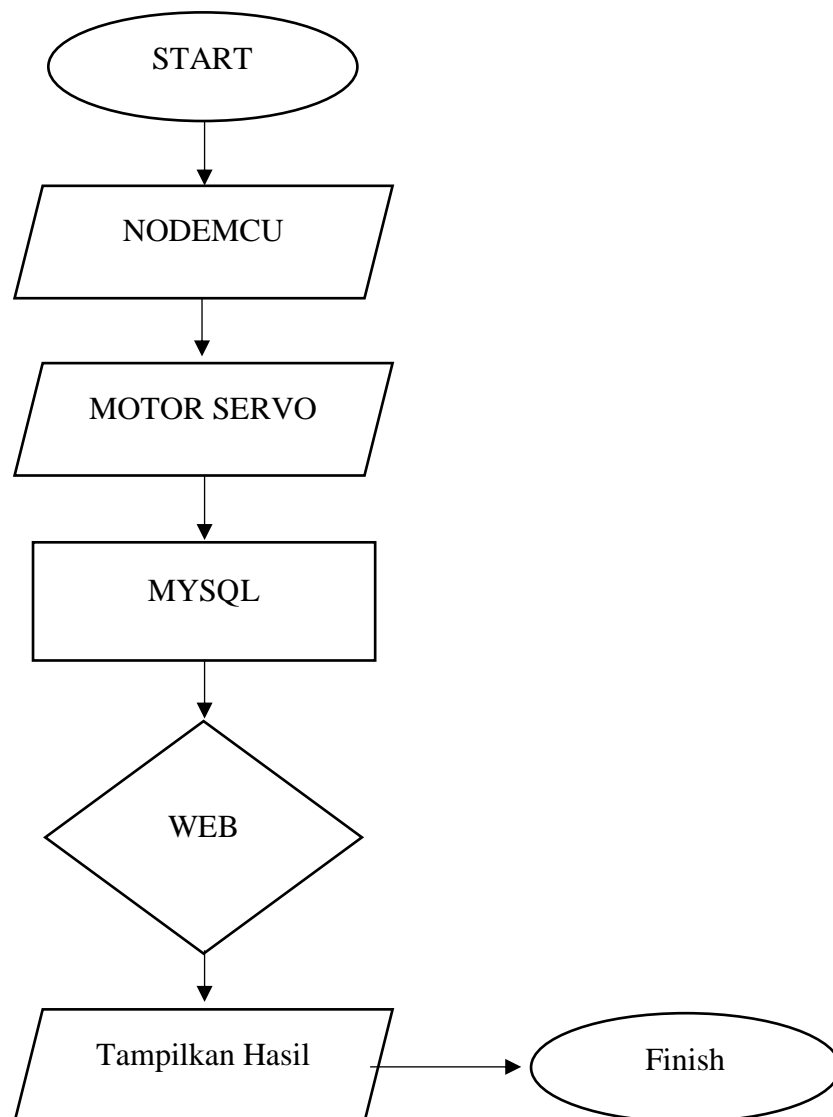 START
NODEMCU
MOTOR SERVO
MYSQL
WEB
Tampilkan Hasil
Finish